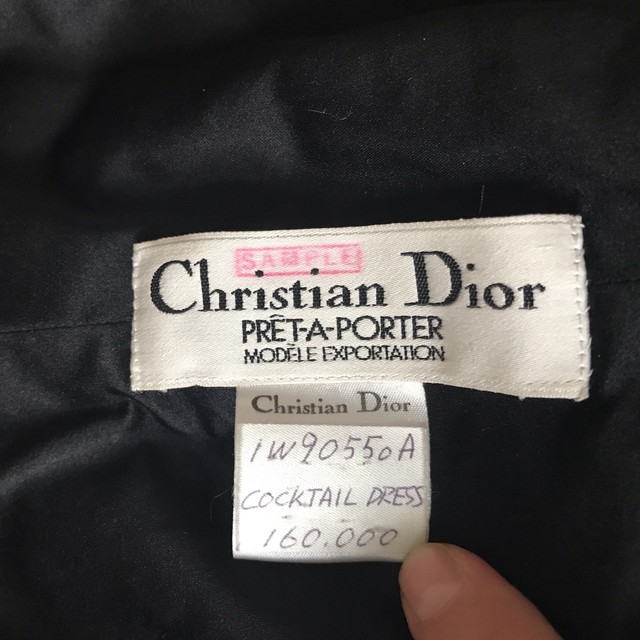 SAMPLE
Christian Dior
PRÊT-A-PORTER
MODÈLE EXPORTATION
Christian Dior
1W90550A
COCKTAIL DRESS
160.000